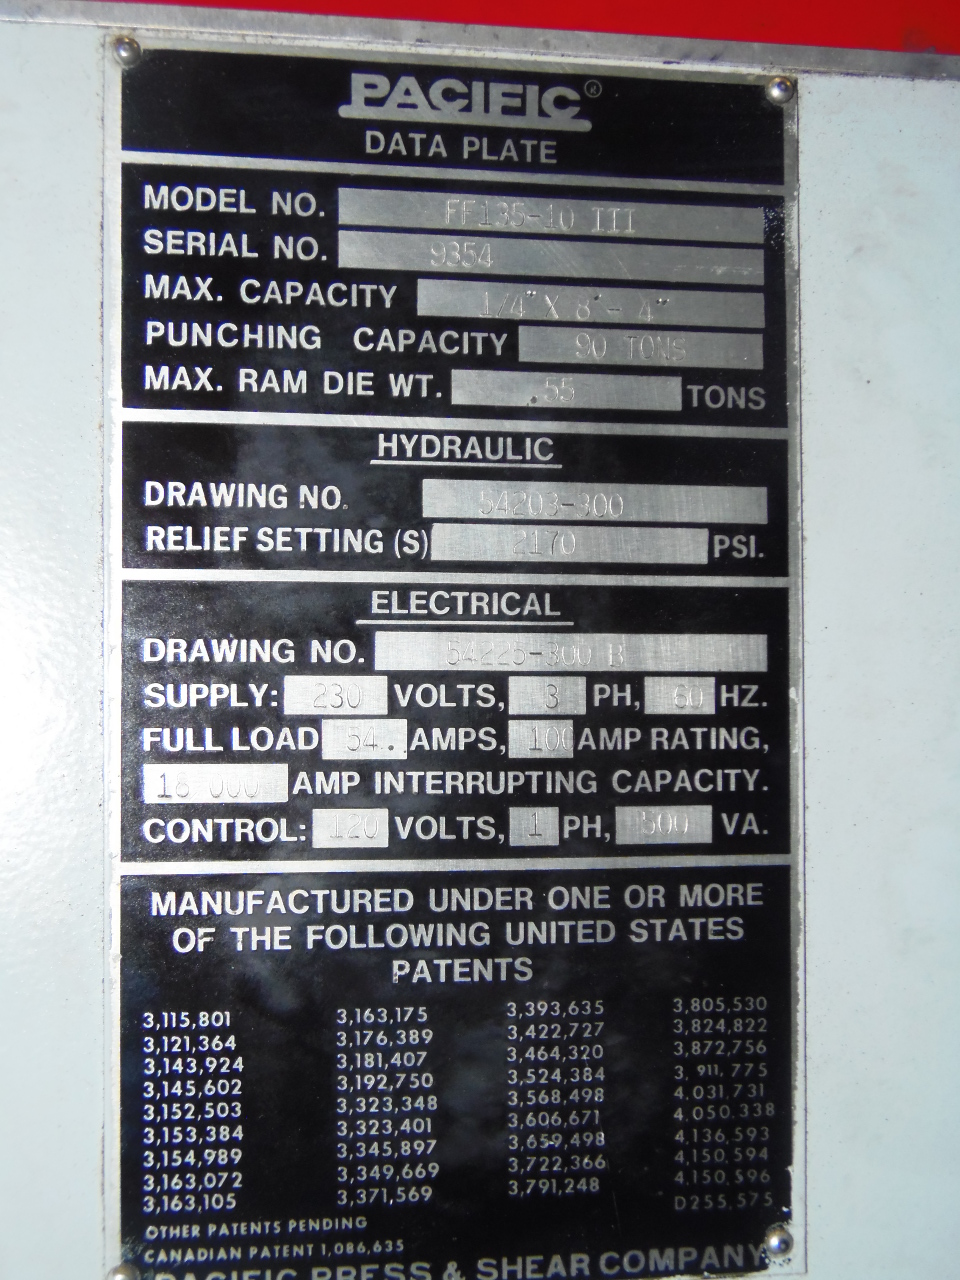 PACIFIC®
DATA PLATE
MODEL NO. FF135-10 III
SERIAL NO. 9354
MAX. CAPACITY 1/4" X 8'- 4"
PUNCHING CAPACITY 90 TONS
MAX. RAM DIE WT. .55 TONS
HYDRAULIC
DRAWING NO. 54203-300
RELIEF SETTING (S) 2170 PSI.
ELECTRICAL
DRAWING NO. 54225-300 B
SUPPLY: 230 VOLTS, 3 PH, 60 HZ.
FULL LOAD 54. AMPS, 100 AMP RATING,
18 000 AMP INTERRUPTING CAPACITY.
CONTROL: 120 VOLTS, 1 PH, 500 VA.
MANUFACTURED UNDER ONE OR MORE
OF THE FOLLOWING UNITED STATES
PATENTS
3,115,801 3,163,175 3,393,635 3,805,530
3,121,364 3,176,389 3,422,727 3,824,822
3,143,924 3,181,407 3,464,320 3,872,756
3,145,602 3,192,750 3,524,384 3,911,775
3,152,503 3,323,348 3,568,498 4,031,731
3,153,384 3,323,401 3,606,671 4,050,338
3,154,989 3,345,897 3,659,498 4,136,593
3,163,072 3,349,669 3,722,366 4,150,594
3,163,105 3,371,569 3,791,248 4,150,596
D255,575
OTHER PATENTS PENDING
CANADIAN PATENT 1,086,635
PACIFIC PRESS & SHEAR COMPANY